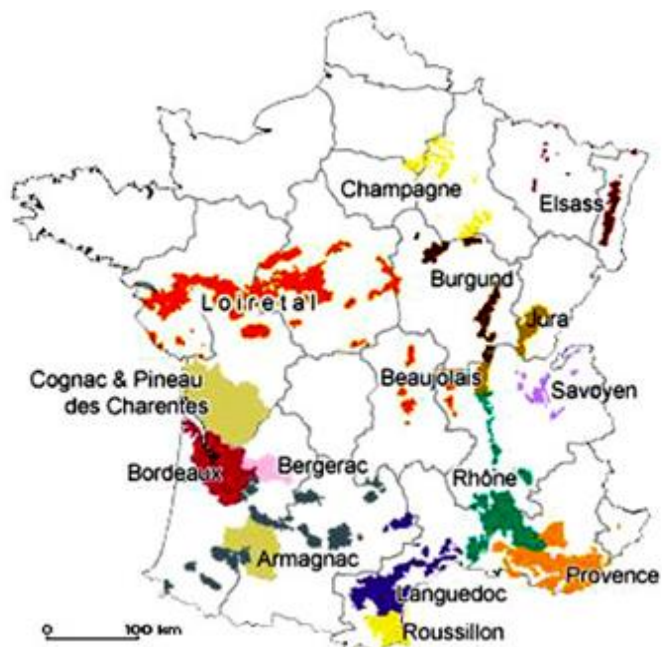 Champagne
Elsass
Burgund
Loiretal
Jura
Cognac & Pineau
des Charentes
Beaujolais
Savoyen
Bordeaux
Bergerac
Rhône
Armagnac
Provence
Languedoc
Roussillon
0 100 km